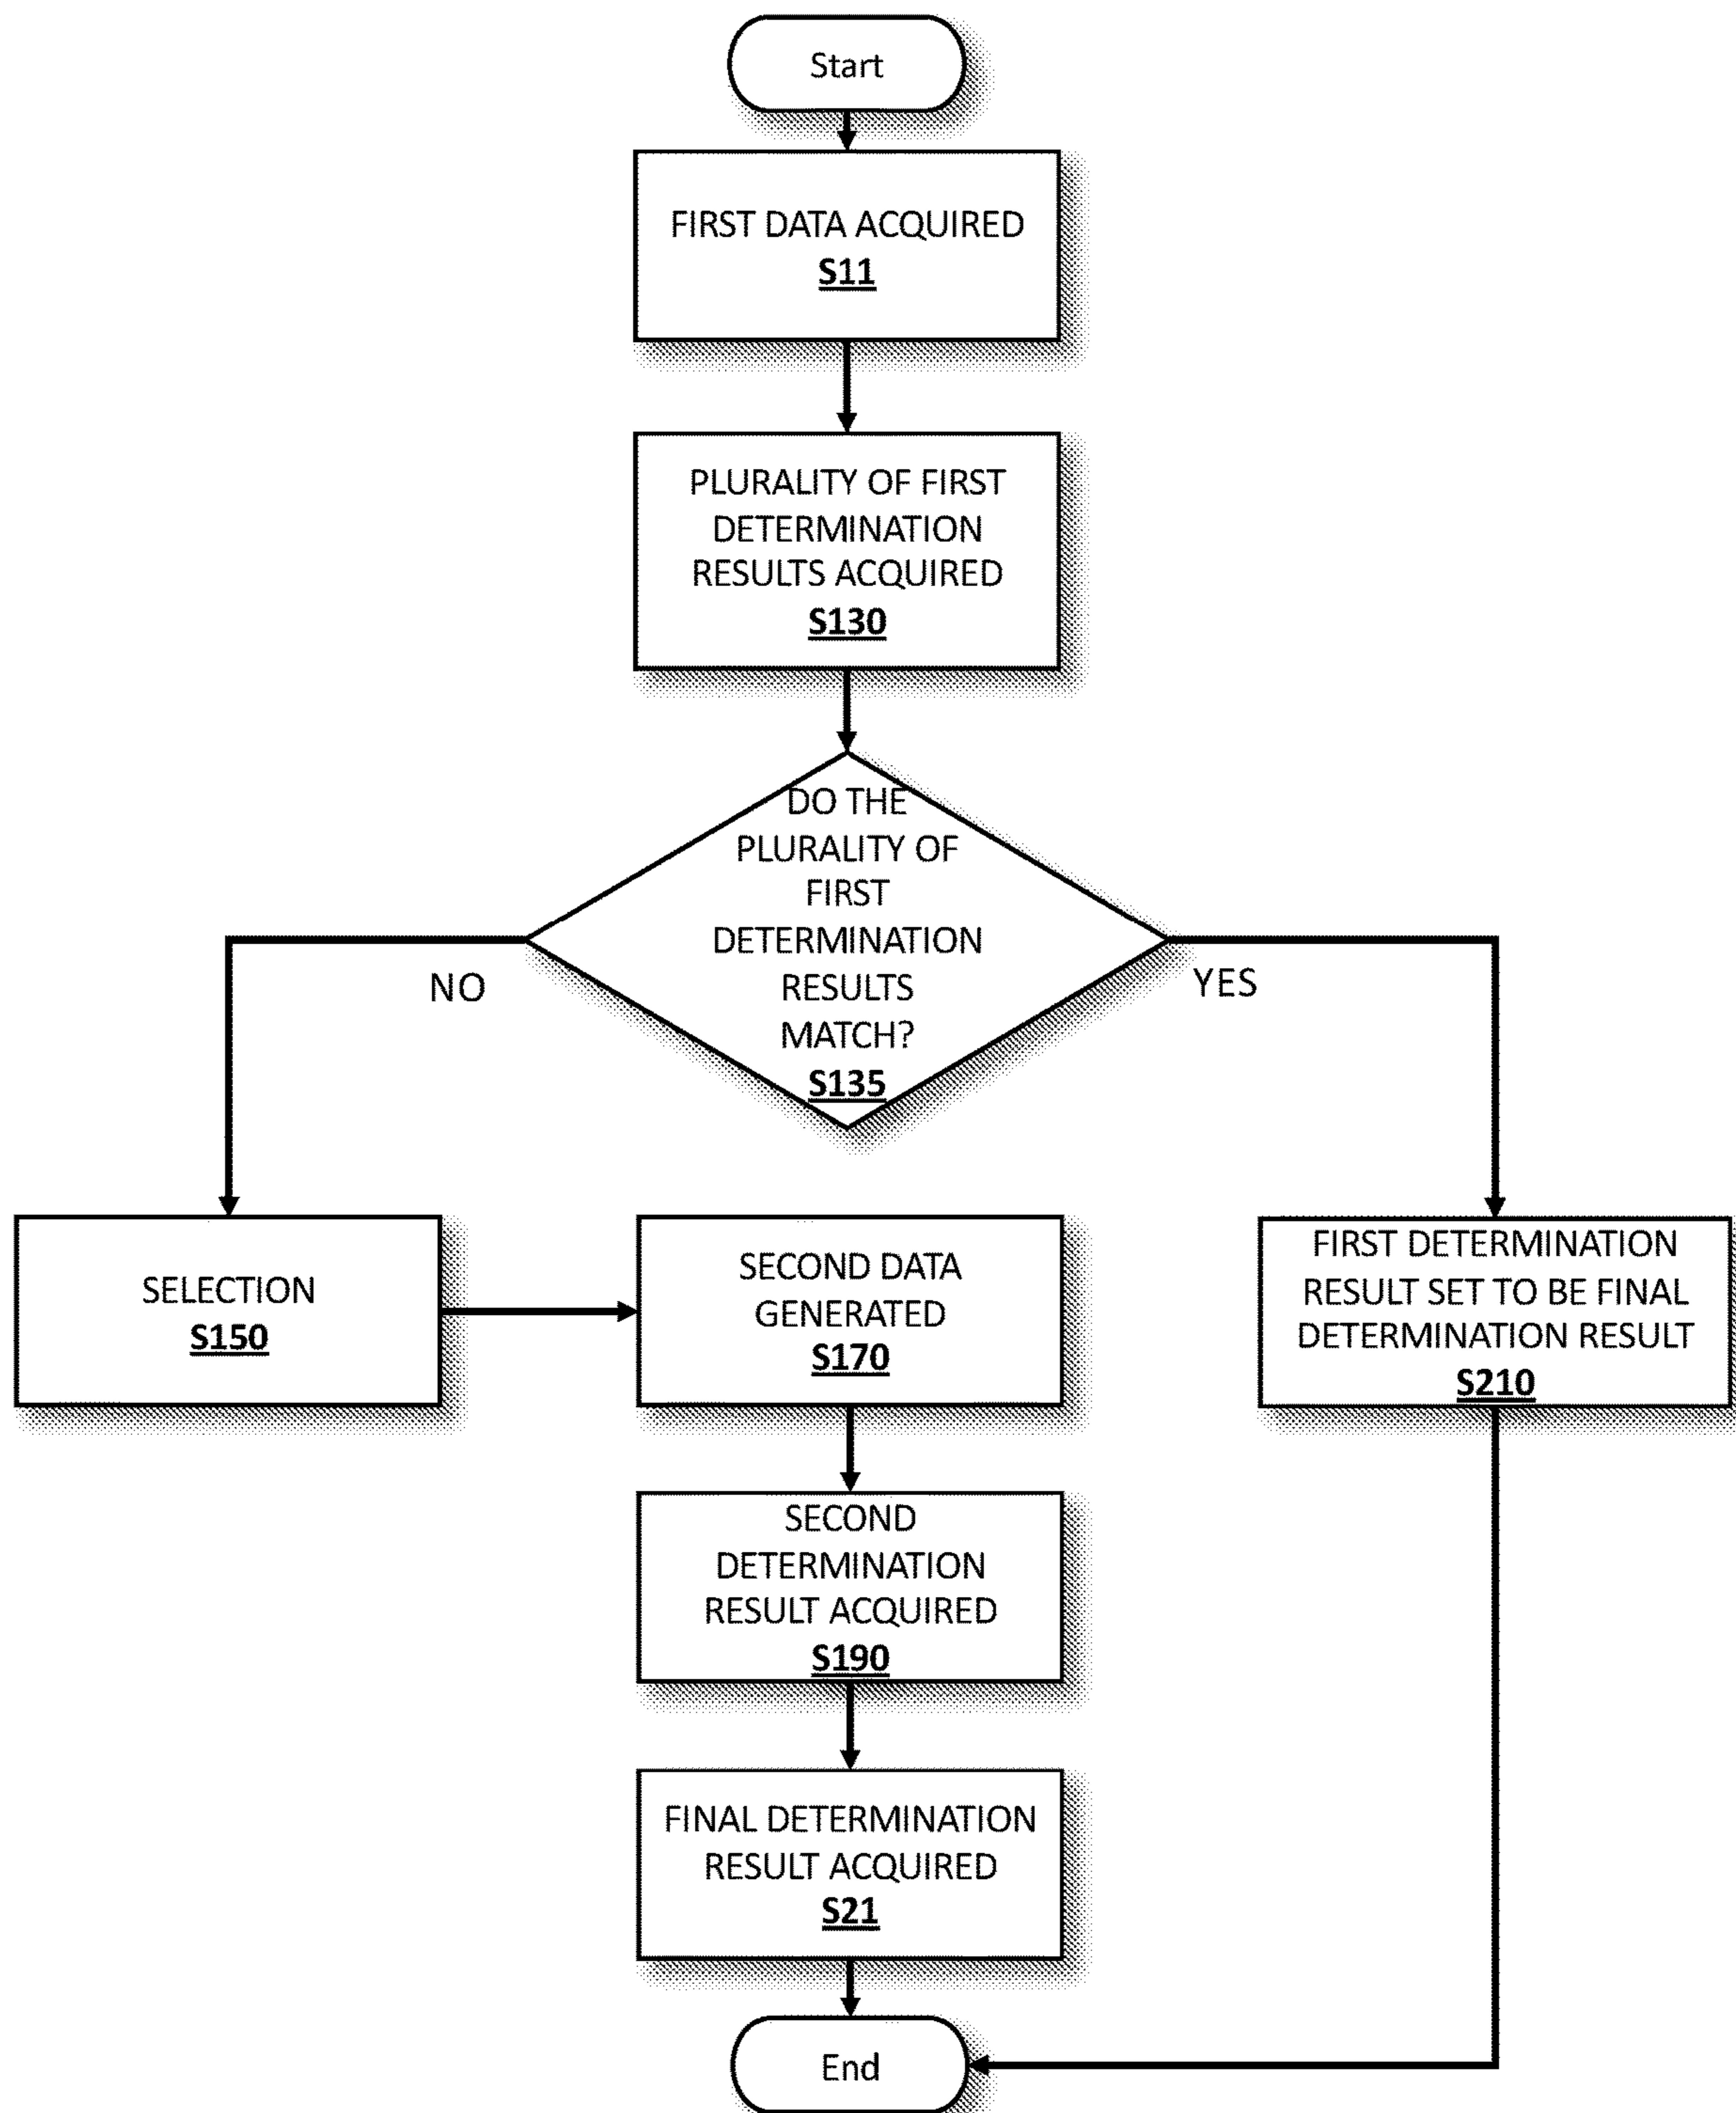 Start
FIRST DATA ACQUIRED
S11
PLURALITY OF FIRST
DETERMINATION
RESULTS ACQUIRED
S130
DO THE
PLURALITY OF
FIRST
DETERMINATION
RESULTS
MATCH?
S135
NO
YES
SELECTION
S150
SECOND DATA
GENERATED
S170
FIRST DETERMINATION
RESULT SET TO BE FINAL
DETERMINATION RESULT
S210
SECOND
DETERMINATION
RESULT ACQUIRED
S190
FINAL DETERMINATION
RESULT ACQUIRED
S21
End